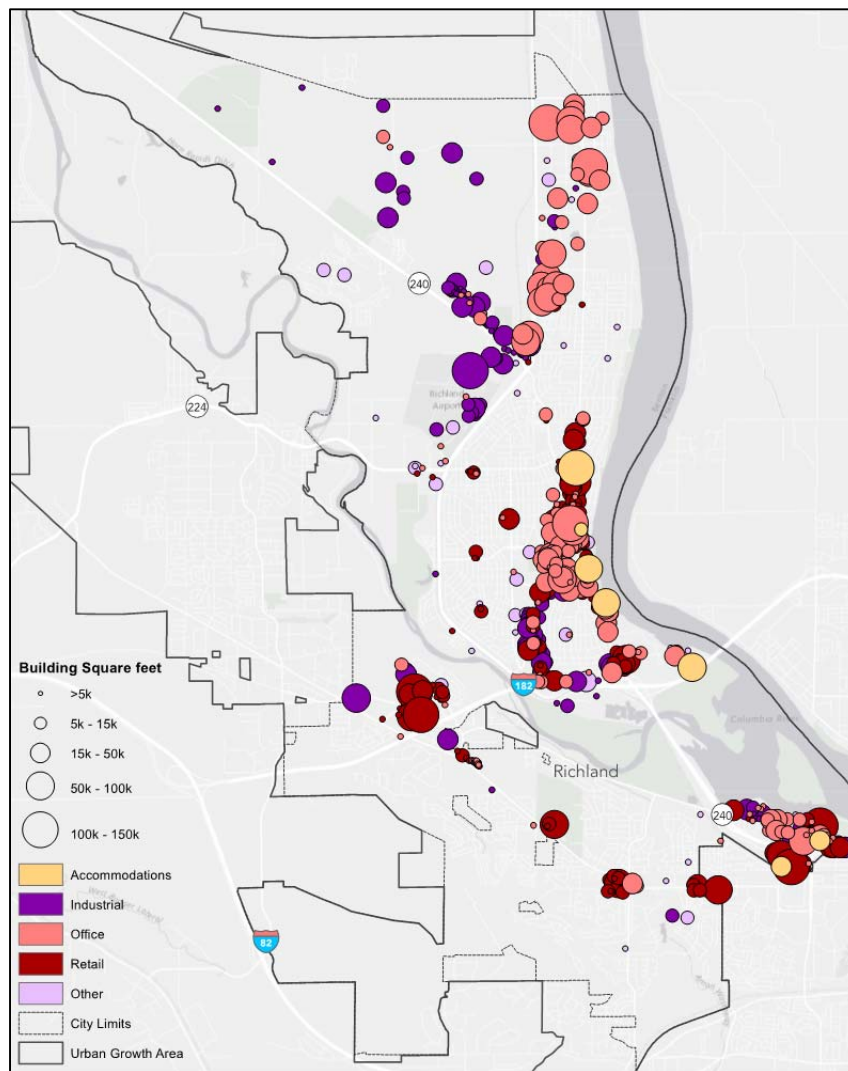 240
224
Richland
Airport
182
Richland
Columbia River
240
82
Building Square feet
>5k
5k - 15k
15k - 50k
50k - 100k
100k - 150k
Accommodations
Industrial
Office
Retail
Other
City Limits
Urban Growth Area